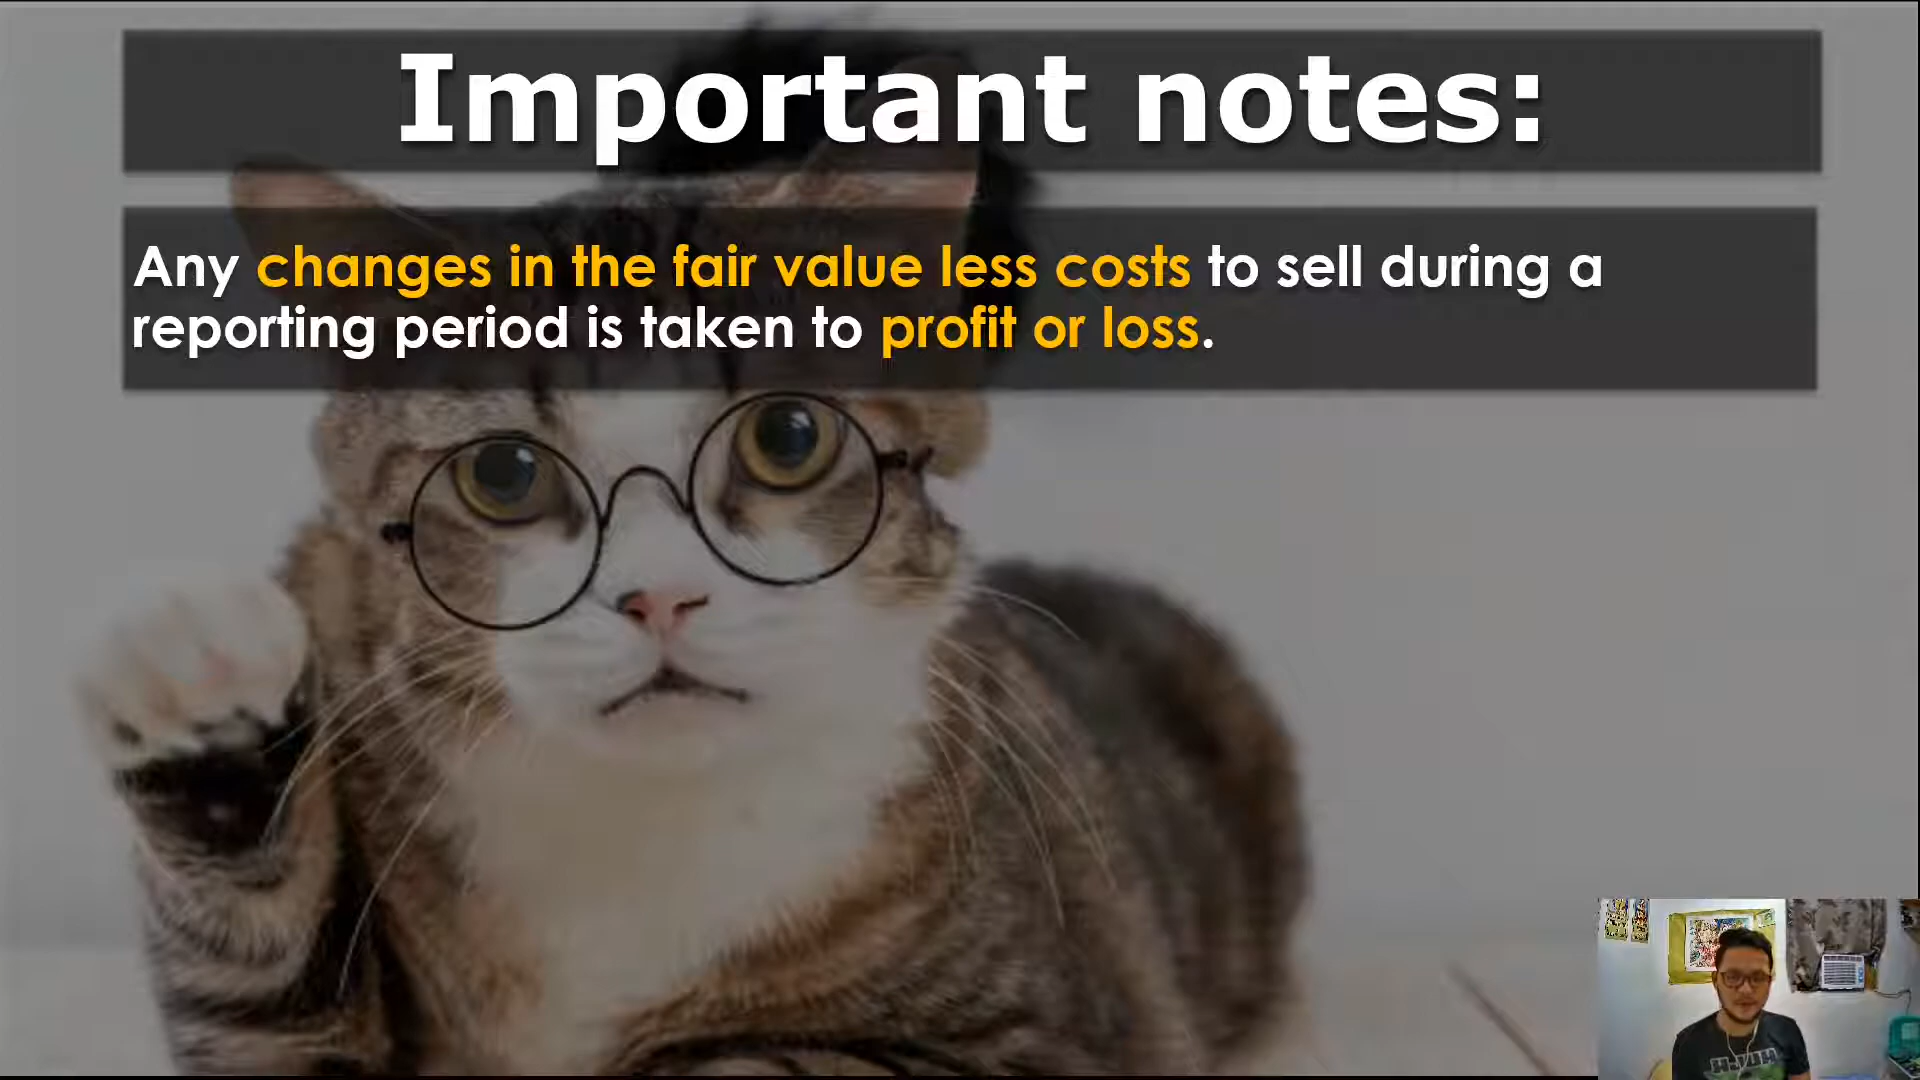 Important notes:
Any changes in the fair value less costs to sell during a
reporting period is taken to profit or loss.